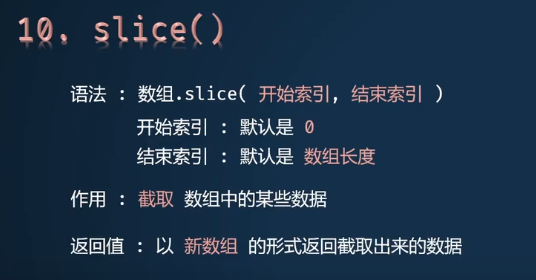 10. slice()
语法 : 数组.slice( 开始索引, 结束索引 )
开始索引 : 默认是 0
结束索引 : 默认是 数组长度
作用 : 截取 数组中的某些数据
返回值 : 以 新数组 的形式返回截取出来的数据